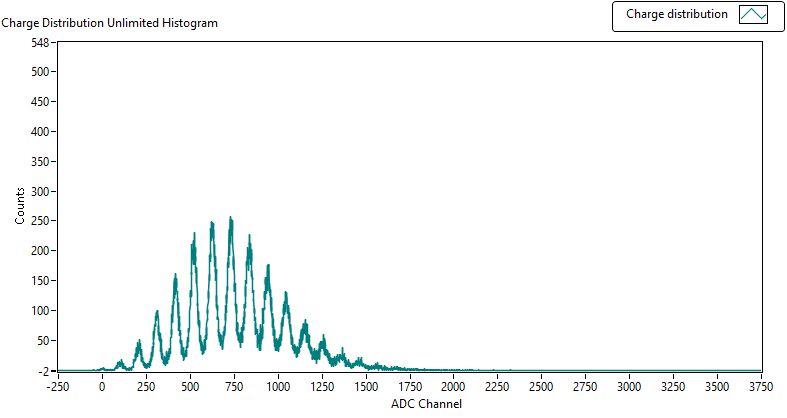 Charge distribution
Charge Distribution Unlimited Histogram
548
500
450
400
350
300
250
200
150
100
50
-2
Counts
-250 0 250 500 750 1000 1250 1500 1750 2000 2250 2500 2750 3000 3250 3500 3750
ADC Channel